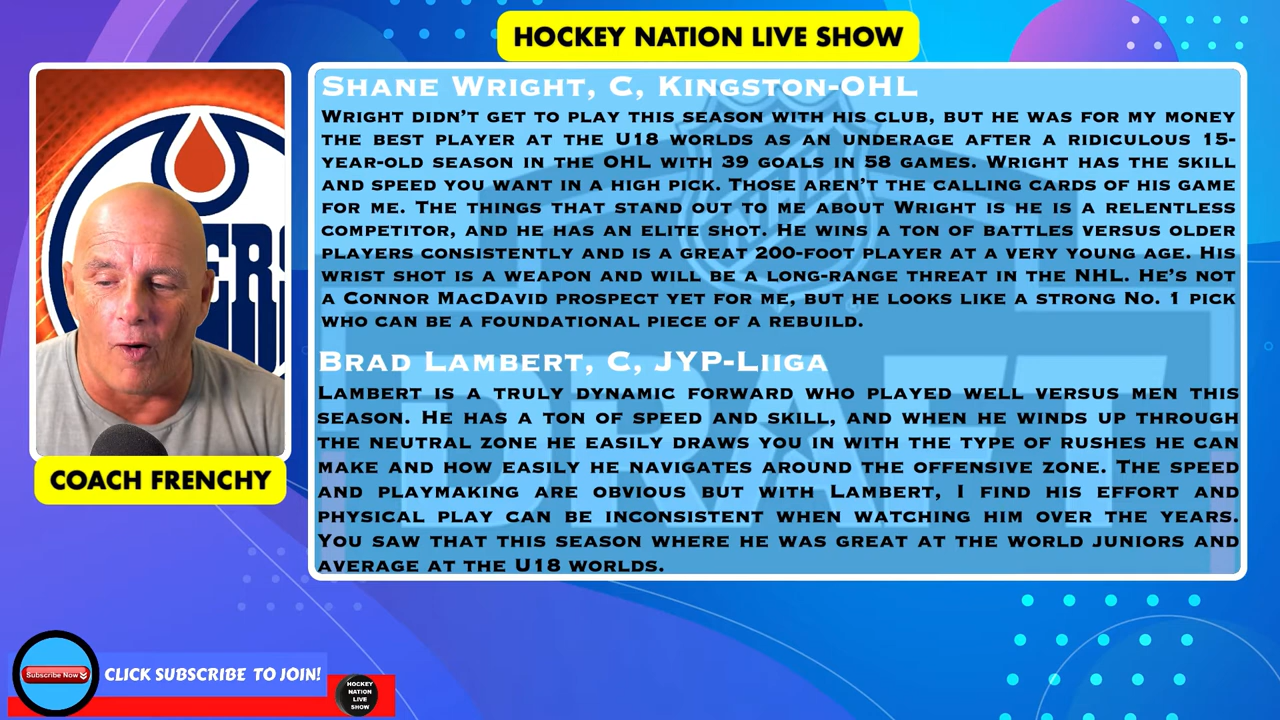 HOCKEY NATION LIVE SHOW
SHANE WRIGHT, C, KINGSTON-OHL
WRIGHT DIDN'T GET TO PLAY THIS SEASON WITH HIS CLUB, BUT HE WAS FOR MY MONEY
THE BEST PLAYER AT THE U18 WORLDS AS AN UNDERAGE AFTER A RIDICULOUS 15-
YEAR-OLD SEASON IN THE OHL WITH 39 GOALS IN 58 GAMES. WRIGHT HAS THE SKILL
AND SPEED YOU WANT IN A HIGH PICK. THOSE AREN'T THE CALLING CARDS OF HIS GAME
FOR ME. THE THINGS THAT STAND OUT TO ME ABOUT WRIGHT IS HE IS A RELENTLESS
COMPETITOR, AND HE HAS AN ELITE SHOT. HE WINS A TON OF BATTLES VERSUS OLDER
PLAYERS CONSISTENTLY AND IS A GREAT 200-FOOT PLAYER AT A VERY YOUNG AGE. HIS
WRIST SHOT IS A WEAPON AND WILL BE A LONG-RANGE THREAT IN THE NHL. HE'S NOT
A CONNOR MACDAVID PROSPECT YET FOR ME, BUT HE LOOKS LIKE A STRONG NO. 1 PICK
WHO CAN BE A FOUNDATIONAL PIECE OF A REBUILD.
BRAD LAMBERT, C, JYP-LIIGA
LAMBERT IS A TRULY DYNAMIC FORWARD WHO PLAYED WELL VERSUS MEN THIS
SEASON. HE HAS A TON OF SPEED AND SKILL, AND WHEN HE WINDS UP THROUGH
THE NEUTRAL ZONE HE EASILY DRAWS YOU IN WITH THE TYPE OF RUSHES HE CAN
MAKE AND HOW EASILY HE NAVIGATES AROUND THE OFFENSIVE ZONE. THE SPEED
AND PLAYMAKING ARE OBVIOUS BUT WITH LAMBERT, I FIND HIS EFFORT AND
PHYSICAL PLAY CAN BE INCONSISTENT WHEN WATCHING HIM OVER THE YEARS.
YOU SAW THAT THIS SEASON WHERE HE WAS GREAT AT THE WORLD JUNIORS AND
AVERAGE AT THE U18 WORLDS.
NHL
DRAFT
COACH FRENCHY
Subscribe Now
CLICK SUBSCRIBE TO JOIN!
HOCKEY
NATION
LIVE
SHOW